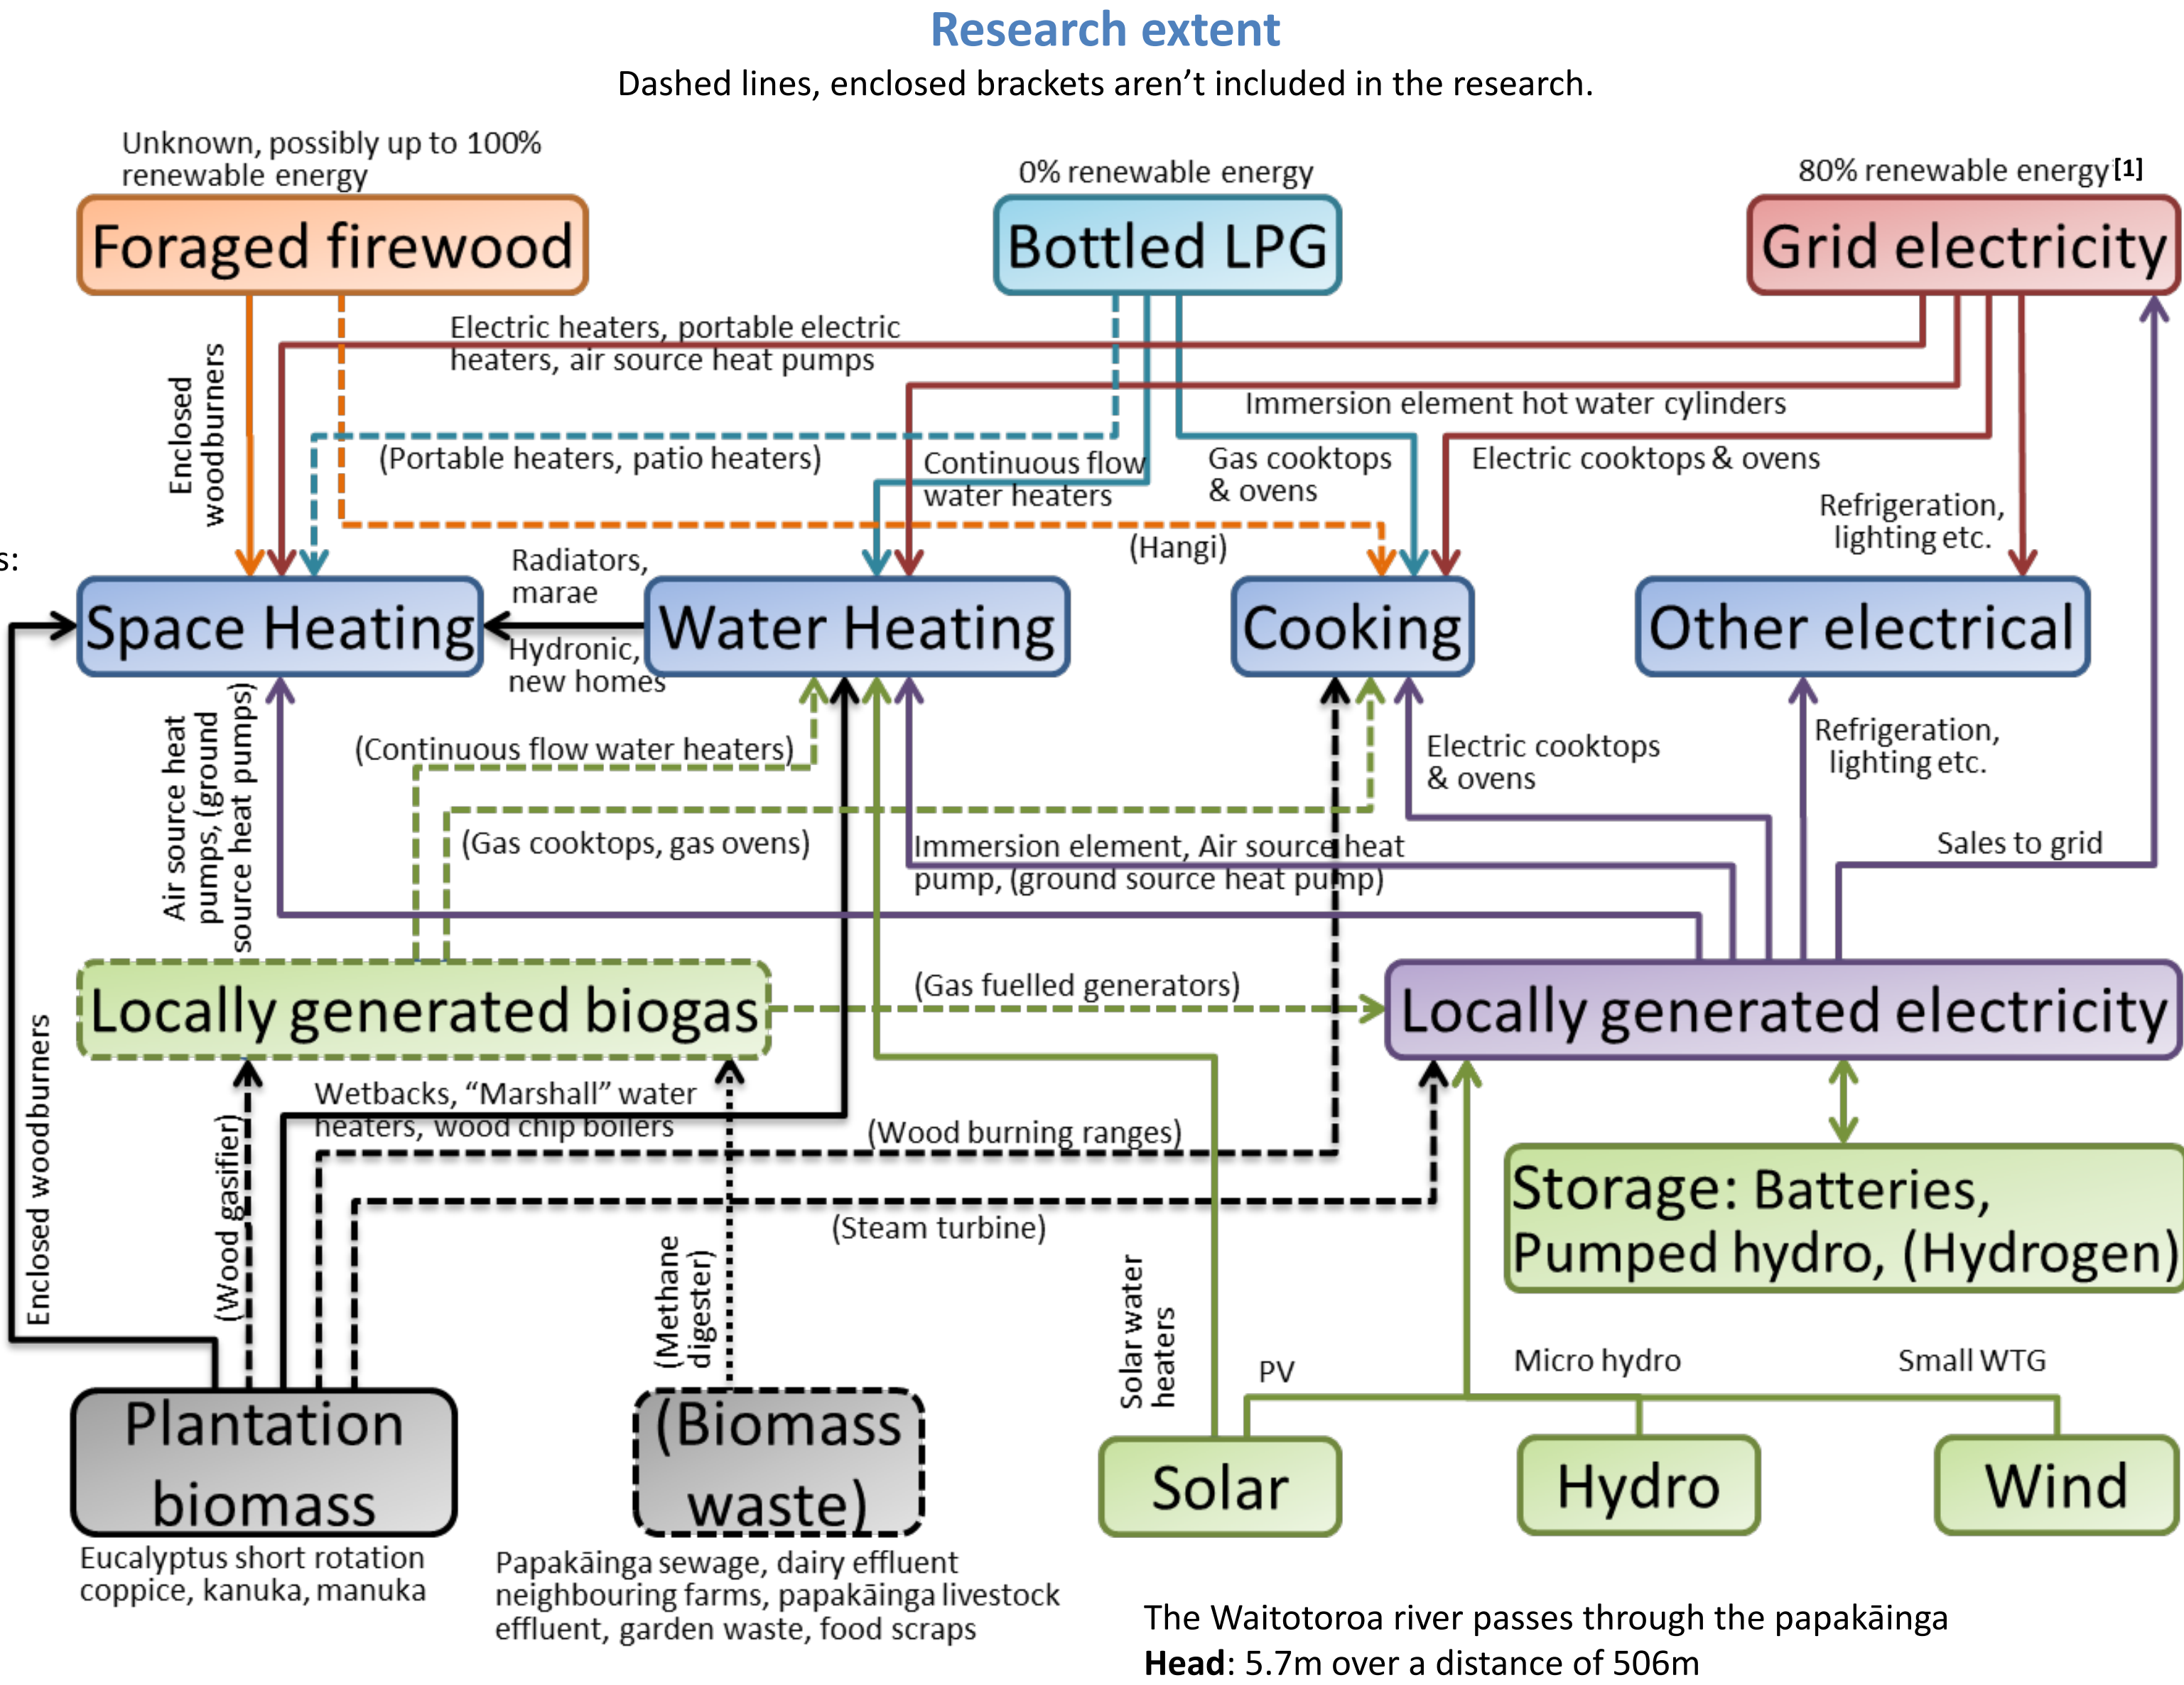 Research extent
Dashed lines, enclosed brackets aren’t included in the research.
Unknown, possibly up to 100%
renewable energy
0% renewable energy
80% renewable energy [1]
Foraged firewood
Bottled LPG
Grid electricity
Electric heaters, portable electric
heaters, air source heat pumps
Enclosed
woodburners
Immersion element hot water cylinders
(Portable heaters, patio heaters)
Continuous flow
water heaters
Gas cooktops
& ovens
Electric cooktops & ovens
Refrigeration,
lighting etc.
(Hangi)
s:
Radiators,
marae
Space Heating
Water Heating
Cooking
Other electrical
Hydronic,
new homes
Air source heat
pumps, (ground
source heat pumps)
(Continuous flow water heaters)
Electric cooktops
& ovens
Refrigeration,
lighting etc.
(Gas cooktops, gas ovens)
Immersion element, Air source heat
pump, (ground source heat pump)
Sales to grid
Locally generated biogas
(Gas fuelled generators)
Locally generated electricity
Enclosed woodburners
Wetbacks, “Marshall” water
heaters, wood chip boilers
(Wood gasifier)
(Wood burning ranges)
(Steam turbine)
(Methane
digester)
Storage: Batteries,
Pumped hydro, (Hydrogen)
Solar water
heaters
PV
Micro hydro
Small WTG
Plantation
biomass
(Biomass
waste)
Solar
Hydro
Wind
Eucalyptus short rotation
coppice, kanuka, manuka
Papakāinga sewage, dairy effluent
neighbouring farms, papakāinga livestock
effluent, garden waste, food scraps
The Waitotoroa river passes through the papakāinga
Head: 5.7m over a distance of 506m